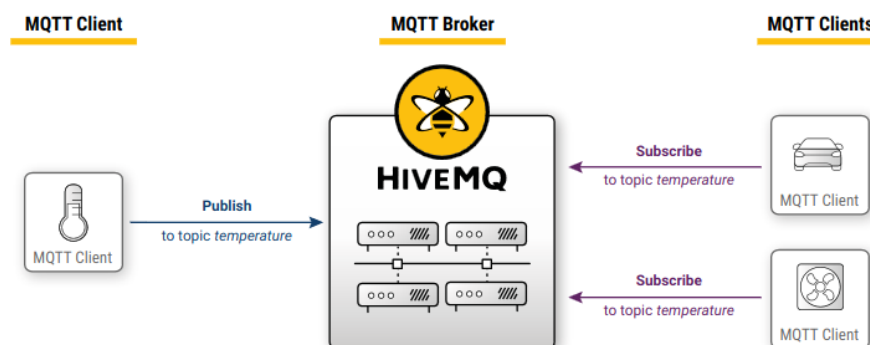 MQTT Client
MQTT Broker
MQTT Clients
HIVEMQ
Publish
to topic temperature
MQTT Client
Subscribe
to topic temperature
MQTT Client
Subscribe
to topic temperature
MQTT Client